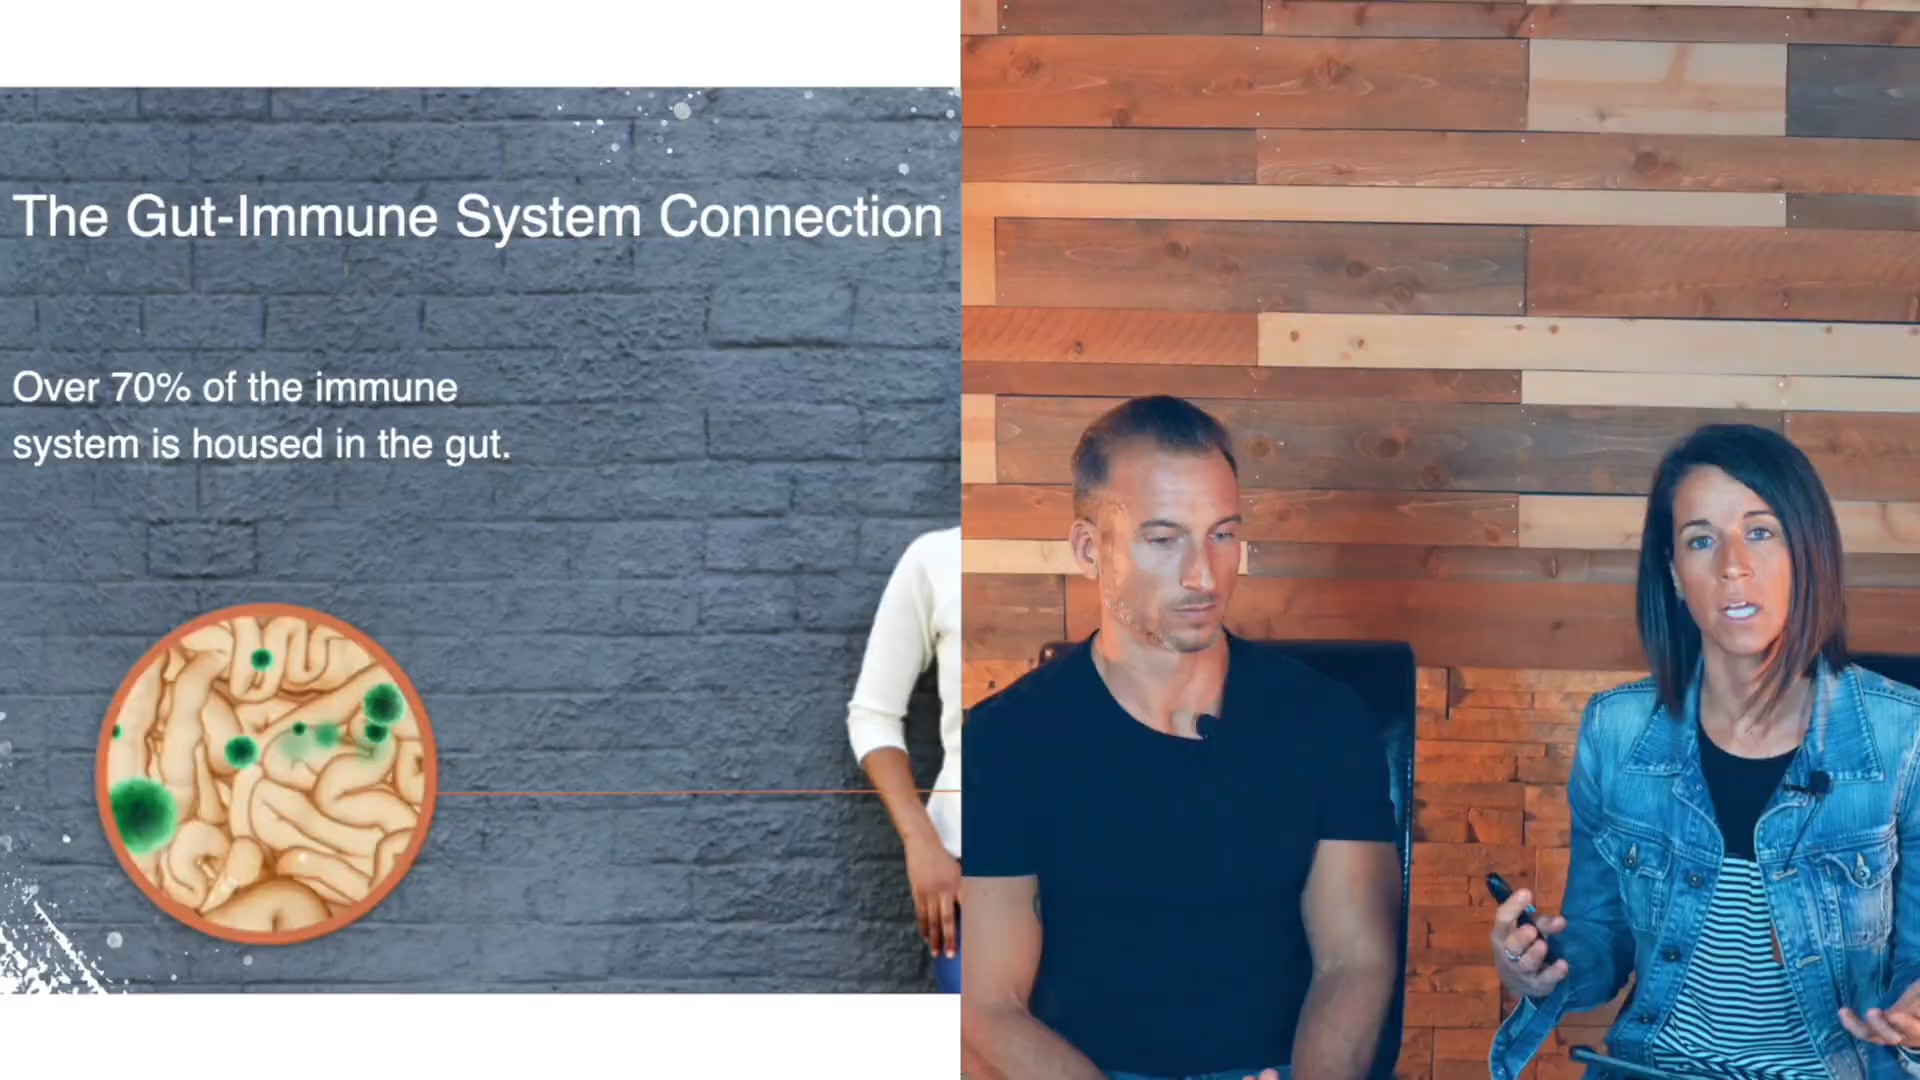 The Gut-Immune System Connection
Over 70% of the immune
system is housed in the gut.